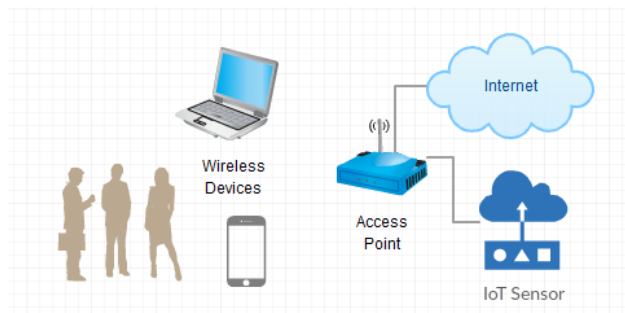 Internet
Wireless
Devices
Access
Point
IoT Sensor